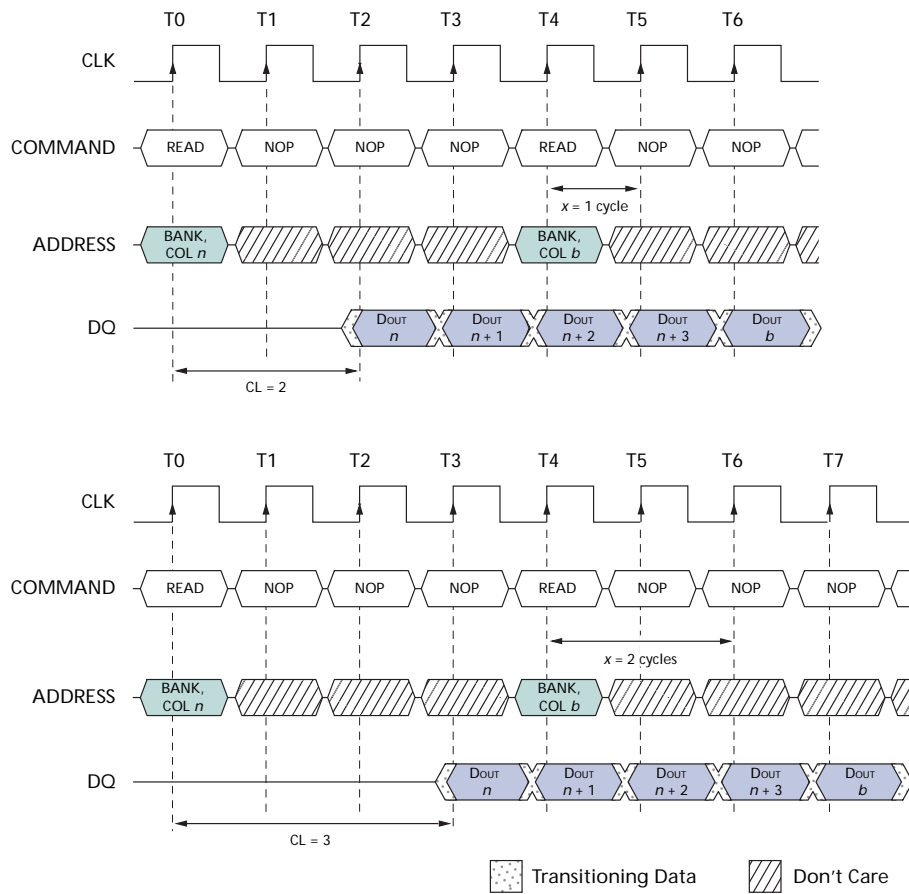 T0 T1 T2 T3 T4 T5 T6
CLK
COMMAND READ NOP NOP NOP READ NOP NOP
x = 1 cycle
ADDRESS BANK, COL n BANK, COL b
DQ DOUT n DOUT n + 1 DOUT n + 2 DOUT n + 3 DOUT b
CL = 2
T0 T1 T2 T3 T4 T5 T6 T7
CLK
COMMAND READ NOP NOP NOP READ NOP NOP NOP
x = 2 cycles
ADDRESS BANK, COL n BANK, COL b
DQ DOUT n DOUT n + 1 DOUT n + 2 DOUT n + 3 DOUT b
CL = 3
Transitioning Data Don't Care